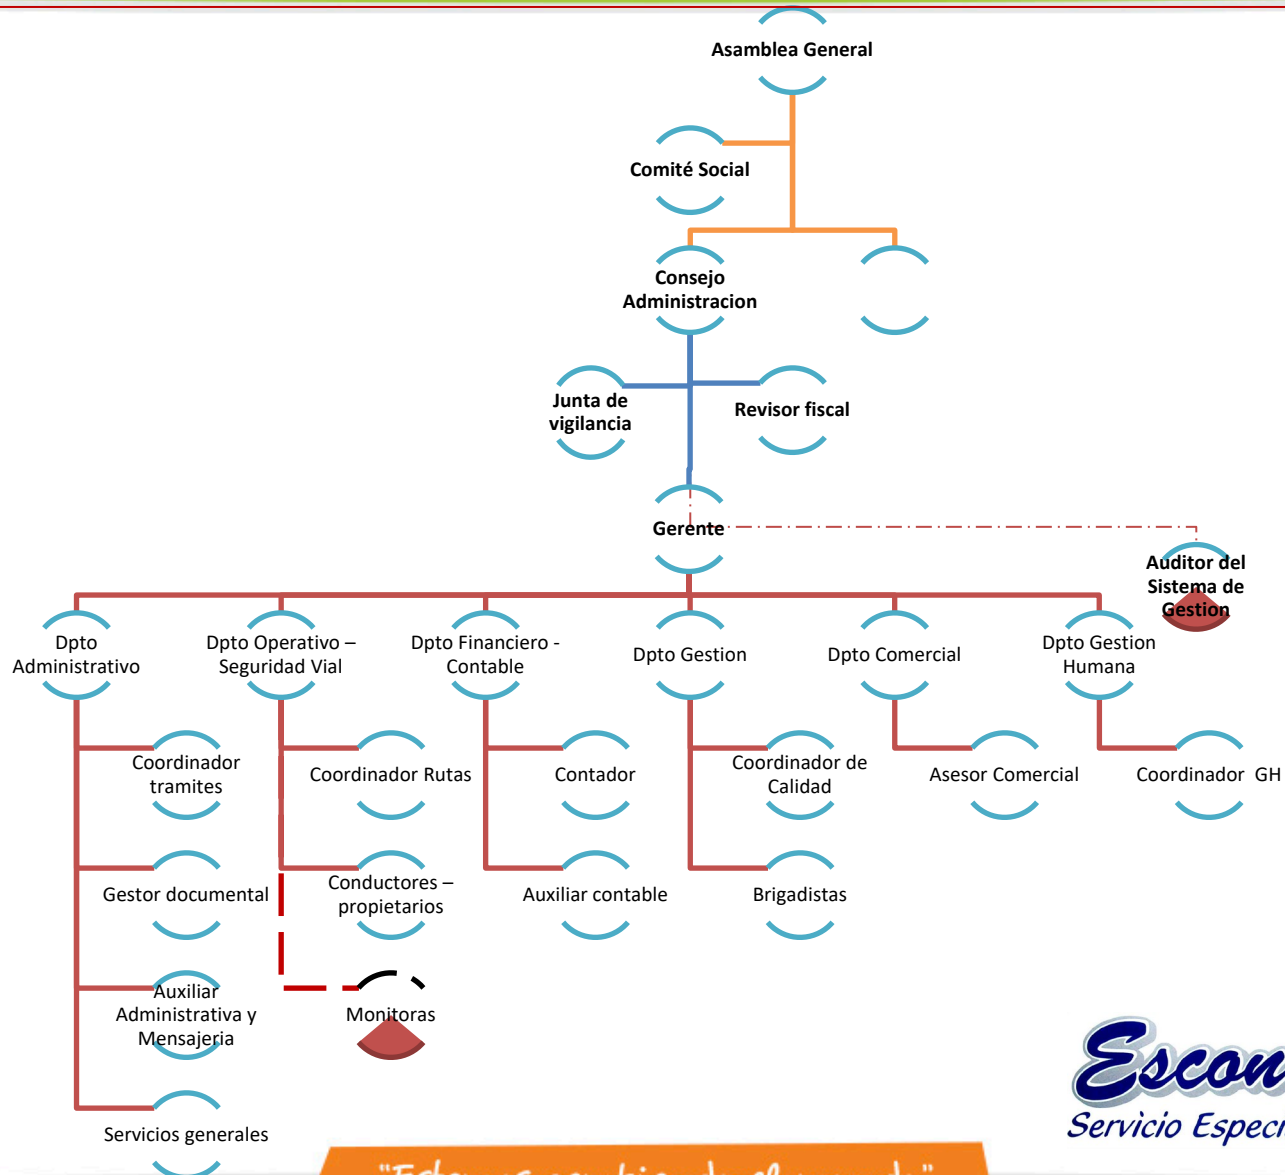 Asamblea General
Comité Social
Consejo
Administracion
Junta de
vigilancia
Revisor fiscal
Gerente
Auditor del
Sistema de
Gestion
Dpto
Administrativo
Dpto Operativo –
Seguridad Vial
Dpto Financiero -
Contable
Dpto Gestion
Dpto Comercial
Dpto Gestion
Humana
Coordinador
tramites
Coordinador Rutas
Contador
Coordinador de
Calidad
Asesor Comercial
Coordinador GH
Gestor documental
Conductores –
propietarios
Auxiliar contable
Brigadistas
Auxiliar
Administrativa y
Mensajeria
Monitoras
Servicios generales
Servicio